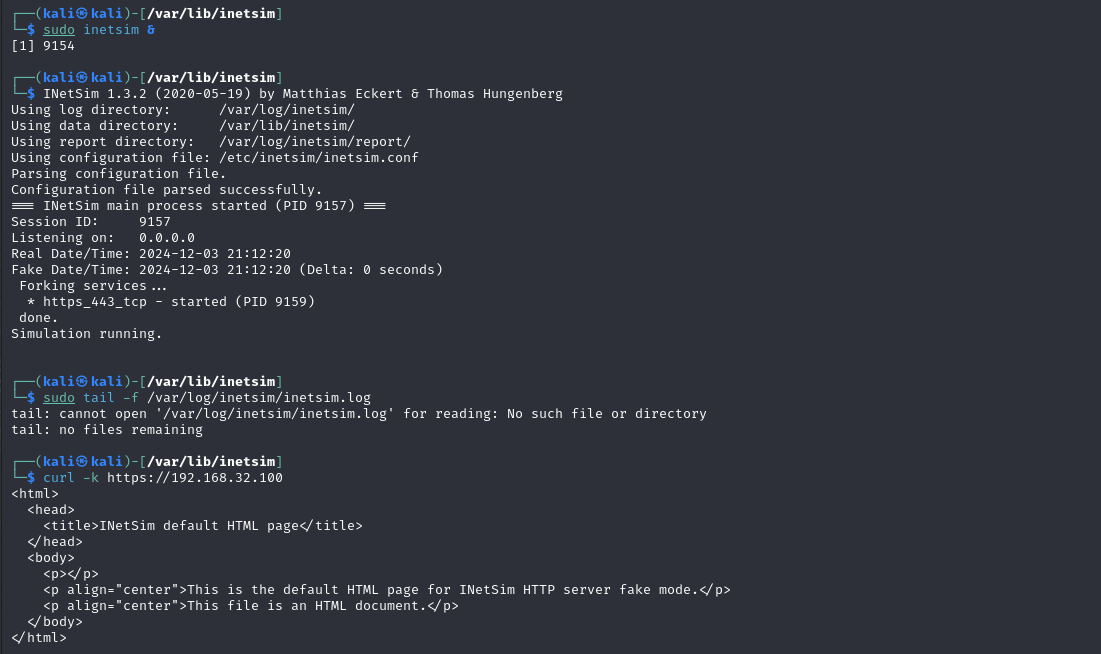 ┌──(kali㉿kali)-[/var/lib/inetsim]
└─$ sudo inetsim &
[1] 9154
┌──(kali㉿kali)-[/var/lib/inetsim]
└─$ INetSim 1.3.2 (2020-05-19) by Matthias Eckert & Thomas Hungenberg
Using log directory:      /var/log/inetsim/
Using data directory:     /var/lib/inetsim/
Using report directory:   /var/log/inetsim/report/
Using configuration file: /etc/inetsim/inetsim.conf
Parsing configuration file.
Configuration file parsed successfully.
=== INetSim main process started (PID 9157) ===
Session ID:     9157
Listening on:   0.0.0.0
Real Date/Time: 2024-12-03 21:12:20
Fake Date/Time: 2024-12-03 21:12:20 (Delta: 0 seconds)
 Forking services...
  * https_443_tcp - started (PID 9159)
 done.
Simulation running.
┌──(kali㉿kali)-[/var/lib/inetsim]
└─$ sudo tail -f /var/log/inetsim/inetsim.log
tail: cannot open '/var/log/inetsim/inetsim.log' for reading: No such file or directory
tail: no files remaining
┌──(kali㉿kali)-[/var/lib/inetsim]
└─$ curl -k https://192.168.32.100
<html>
  <head>
    <title>INetSim default HTML page</title>
  </head>
  <body>
    <p></p>
    <p align="center">This is the default HTML page for INetSim HTTP server fake mode.</p>
    <p align="center">This file is an HTML document.</p>
  </body>
</html>